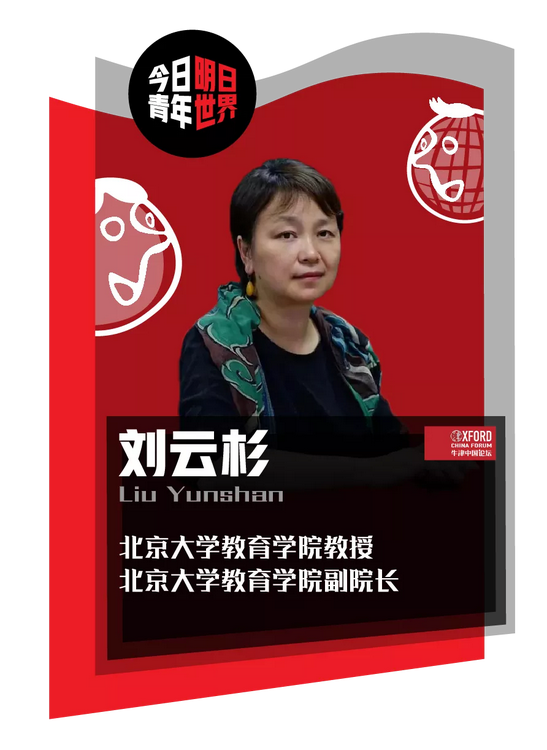 今日明日
青年世界
刘云杉
Liu Yunshan
OXFORD
CHINA FORUM
牛津中国论坛
北京大学教育学院教授
北京大学教育学院副院长